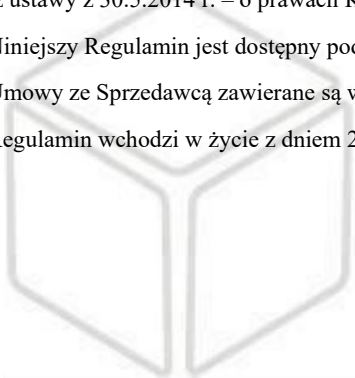 z ustawy z 30.5.2014 r. – o prawach
Niniejszy Regulamin jest dostępny
Umowy ze Sprzedawcą zawierane są
Regulamin wchodzi w życie z dniem 2